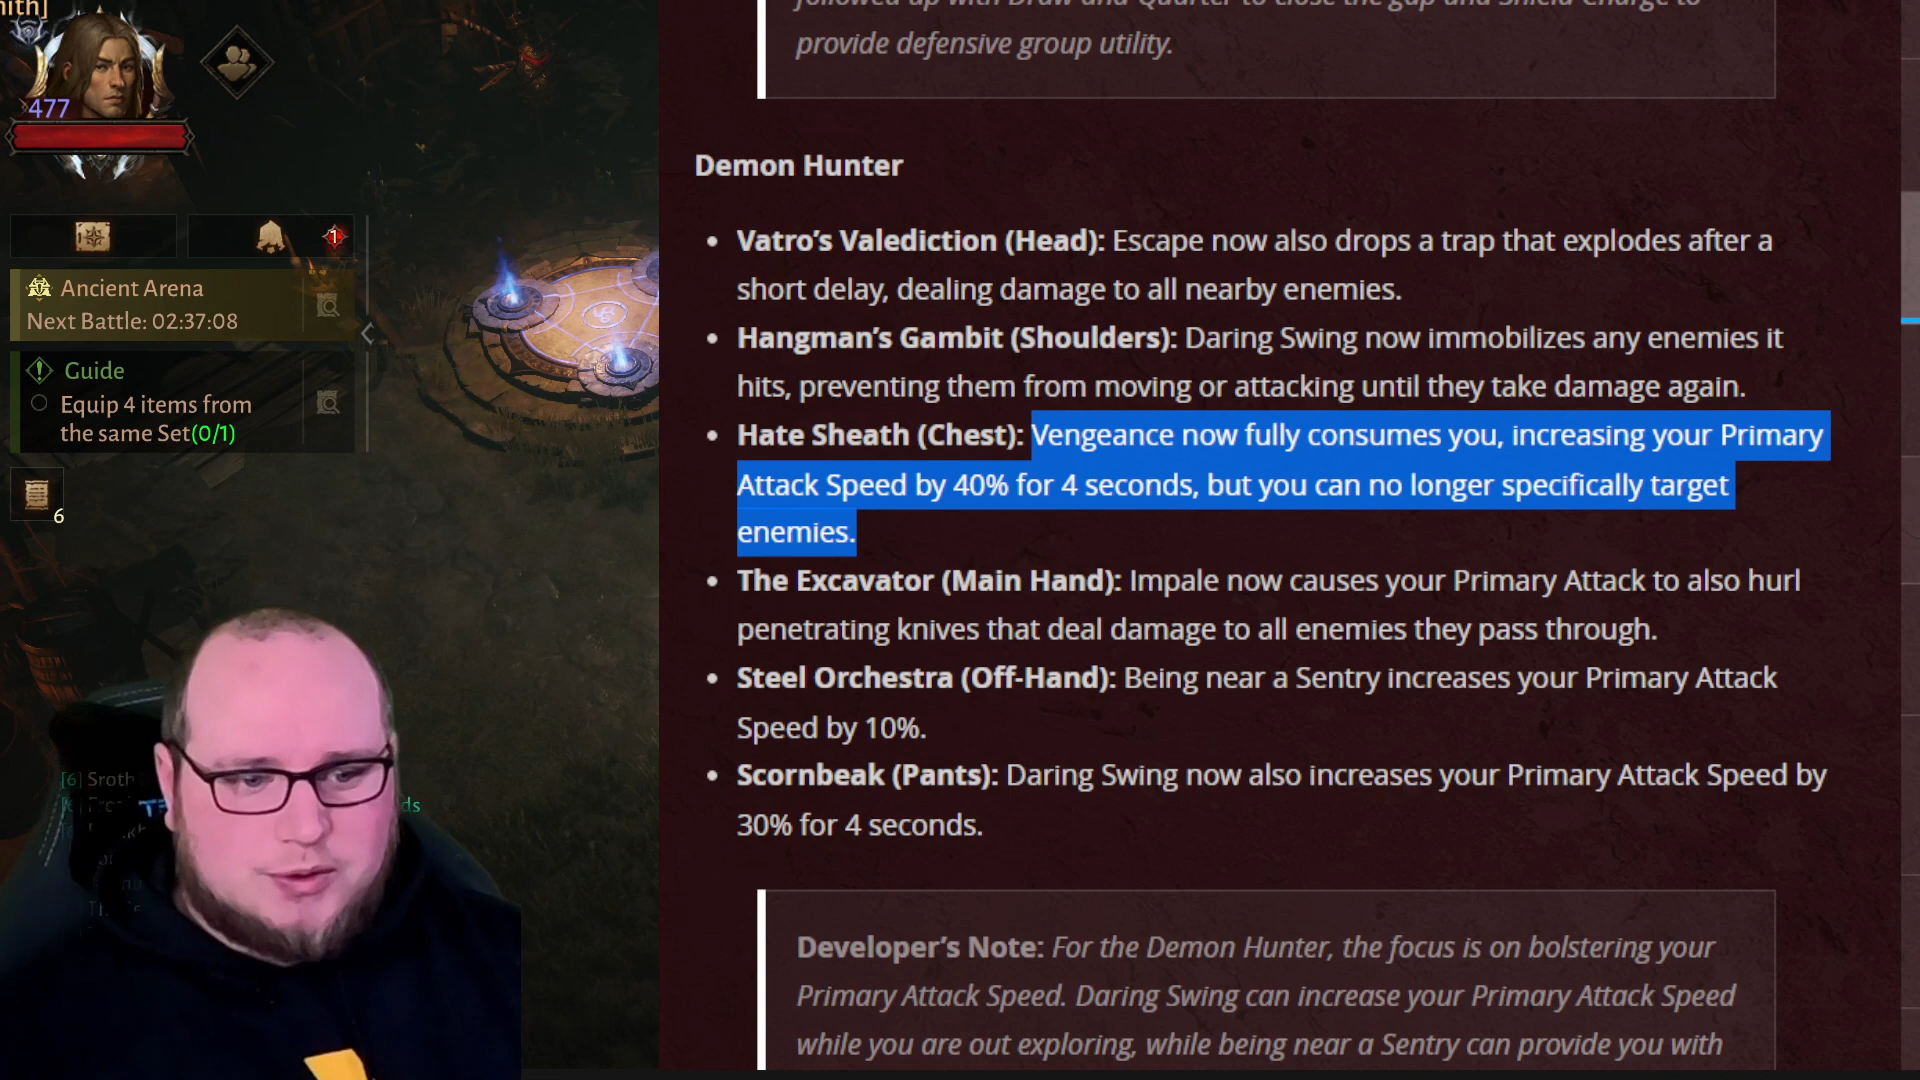 477
1
Ancient Arena
Next Battle: 02:37:08
Guide
Equip 4 items from
the same Set(0/1)
6
[6] Sroth
ds
provide defensive group utility.
Demon Hunter
• Vatro’s Valediction (Head): Escape now also drops a trap that explodes after a
short delay, dealing damage to all nearby enemies.
• Hangman’s Gambit (Shoulders): Daring Swing now immobilizes any enemies it
hits, preventing them from moving or attacking until they take damage again.
• Hate Sheath (Chest): Vengeance now fully consumes you, increasing your Primary
Attack Speed by 40% for 4 seconds, but you can no longer specifically target
enemies.
• The Excavator (Main Hand): Impale now causes your Primary Attack to also hurl
penetrating knives that deal damage to all enemies they pass through.
• Steel Orchestra (Off-Hand): Being near a Sentry increases your Primary Attack
Speed by 10%.
• Scornbeak (Pants): Daring Swing now also increases your Primary Attack Speed by
30% for 4 seconds.
Developer’s Note: For the Demon Hunter, the focus is on bolstering your
Primary Attack Speed. Daring Swing can increase your Primary Attack Speed
while you are out exploring, while being near a Sentry can provide you with